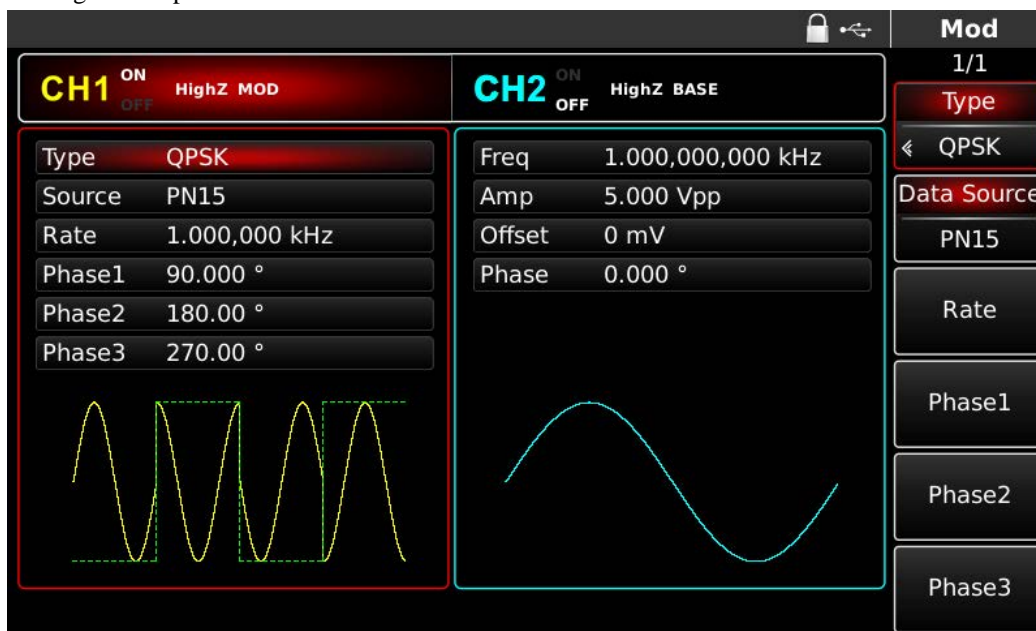 Mod
1/1
CH1 ON OFF HighZ MOD
CH2 ON OFF HighZ BASE
Type
QPSK
Data Source
PN15
Rate
Phase1
Phase2
Phase3
Type QPSK
Source PN15
Rate 1.000,000 kHz
Phase1 90.000 °
Phase2 180.00 °
Phase3 270.00 °
Freq 1.000,000,000 kHz
Amp 5.000 Vpp
Offset 0 mV
Phase 0.000 °